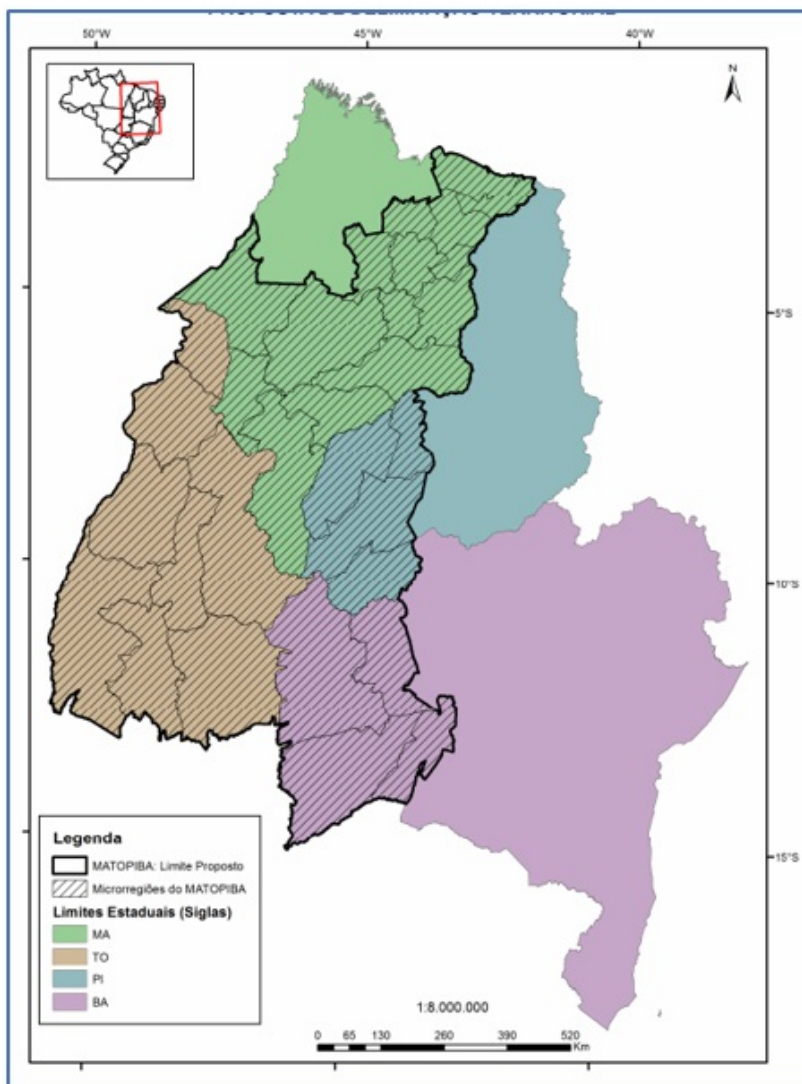 50°W 45°W 40°W
N
5°S
10°S
15°S
Legenda
MATOPIBA: Limite Proposto
Microrregiões do MATOPIBA
Limites Estaduais (Siglas)
MA
TO
PI
BA
1:8.000.000
0 65 130 260 390 520
Km